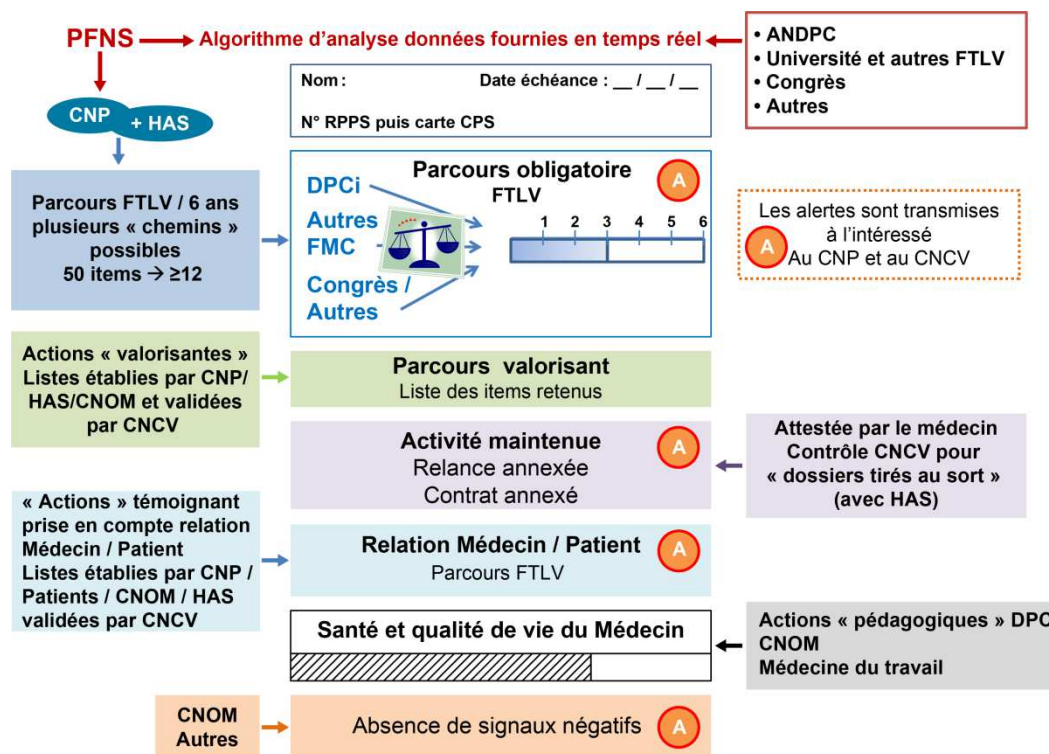 PFNS
Algorithme d'analyse données fournies en temps réel
• ANDPC
• Université et autres FTLV
• Congrès
• Autres
CNP
+ HAS
Nom :
Date échéance : __ / __ / __
N° RPPS puis carte CPS
Parcours FTLV / 6 ans
plusieurs « chemins »
possibles
50 items → ≥12
DPCi
Autres
FMC
Congrès /
Autres
Parcours obligatoire
FTLV
A
1 2 3 4 5 6
Les alertes sont transmises
à l'intéressé
A
Au CNP et au CNCV
Actions « valorisantes »
Listes établies par CNP/
HAS/CNOM et validées
par CNCV
Parcours valorisant
Liste des items retenus
Activité maintenue
Relance annexée
Contrat annexé
A
Attestée par le médecin
Contrôle CNCV pour
« dossiers tirés au sort »
(avec HAS)
« Actions » témoignant
prise en compte relation
Médecin / Patient
Listes établies par CNP /
Patients / CNOM / HAS
validées par CNCV
Relation Médecin / Patient
Parcours FTLV
A
Santé et qualité de vie du Médecin
Actions « pédagogiques » DPC
CNOM
Médecine du travail
CNOM
Autres
Absence de signaux négatifs
A